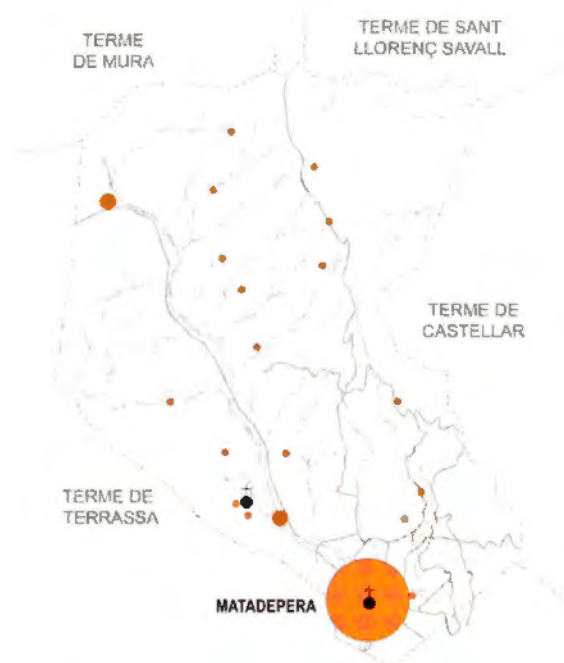 TERME
DE MURA
TERME DE SANT
LLORENÇ SAVALL
TERME DE
CASTELLAR
TERME DE
TERRASSA
MATADEPERA